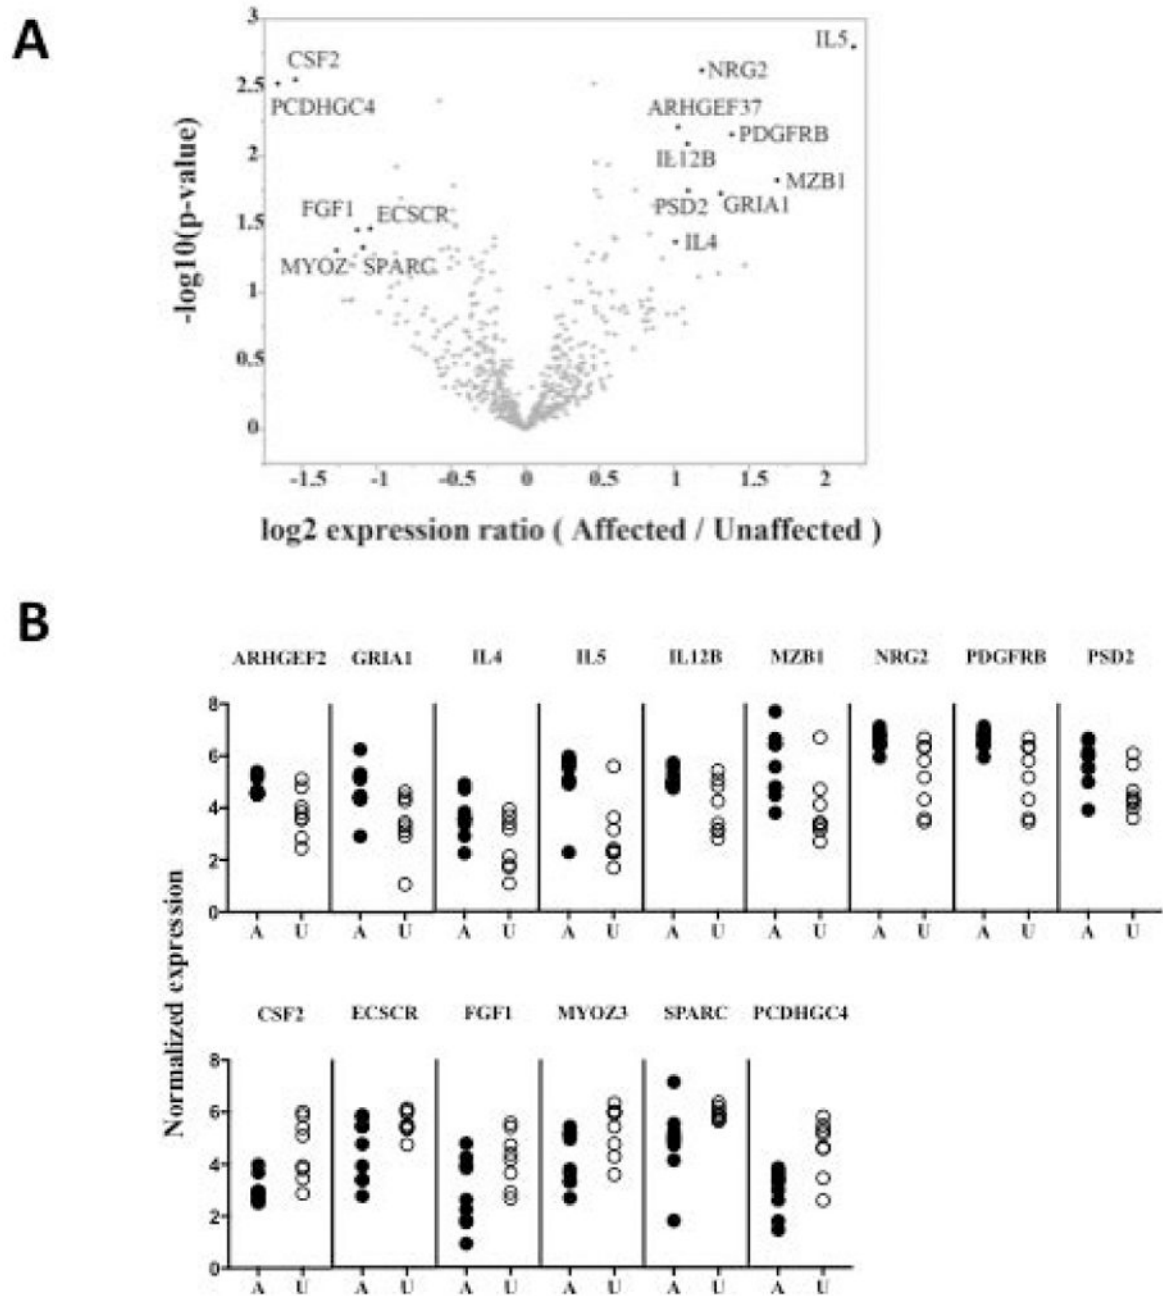 A
3
2.5
2
1.5
1
0.5
0
-log10(p-value)
CSF2
PCDHGC4
FGF1
ECSCR
MYOZ
SPARC
IL5
NRG2
ARHGEF37
PDGFRB
IL12B
MZB1
PSD2
GRIA1
IL4
-1.5 -1 -0.5 0 0.5 1 1.5 2
log2 expression ratio ( Affected / Unaffected )
B
ARHGEF2 GRIA1 IL4 IL5 IL12B MZB1 NRG2 PDGFRB PSD2
8
6
4
2
0
A U A U A U A U A U A U A U A U A U
Normalized expression
CSF2 ECSCR FGF1 MYOZ3 SPARC PCDHGC4
8
6
4
2
0
A U A U A U A U A U A U